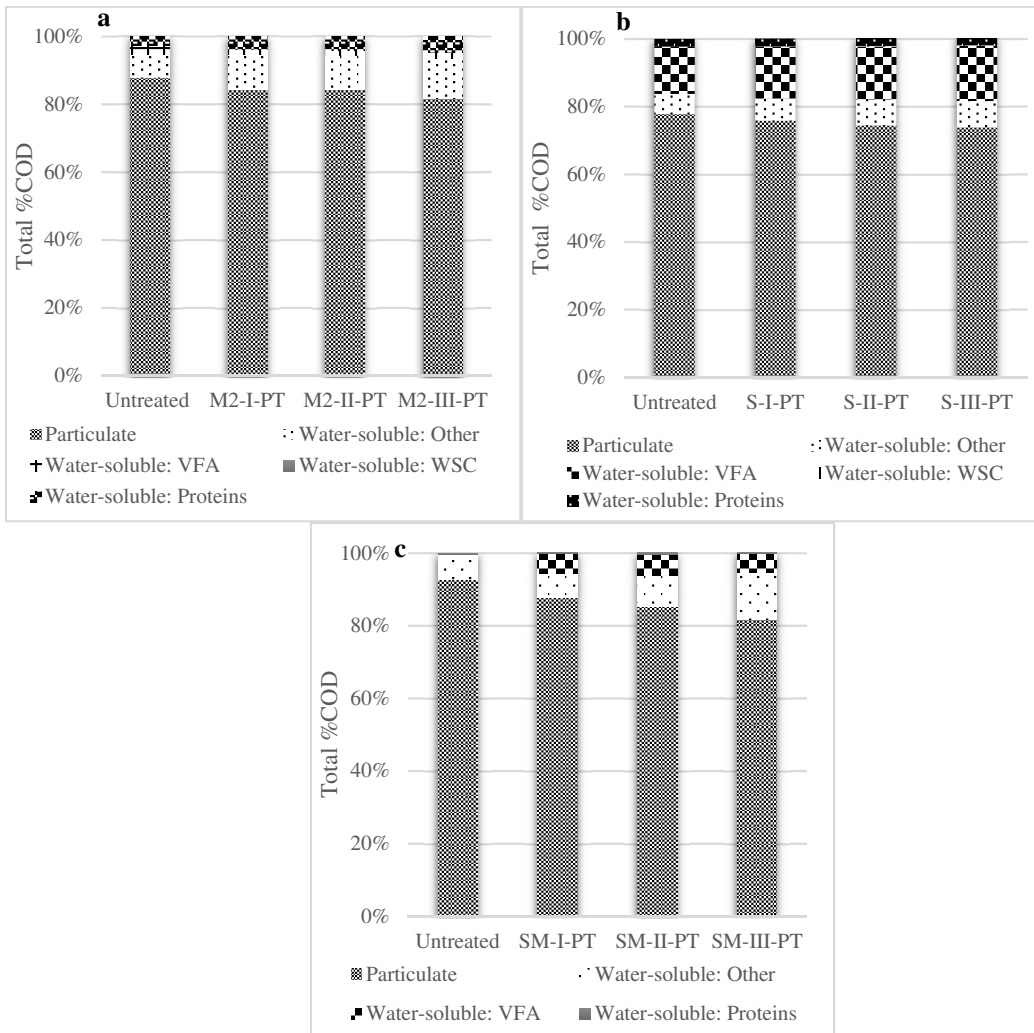 a
100%
80%
60%
40%
20%
0%
Total %COD
Untreated M2-I-PT M2-II-PT M2-III-PT
Particulate Water-soluble: Other
Water-soluble: VFA Water-soluble: WSC
Water-soluble: Proteins
b
100%
80%
60%
40%
20%
0%
Total %COD
Untreated S-I-PT S-II-PT S-III-PT
Particulate Water-soluble: Other
Water-soluble: VFA Water-soluble: WSC
Water-soluble: Proteins
c
100%
80%
60%
40%
20%
0%
Total %COD
Untreated SM-I-PT SM-II-PT SM-III-PT
Particulate Water-soluble: Other
Water-soluble: VFA Water-soluble: Proteins